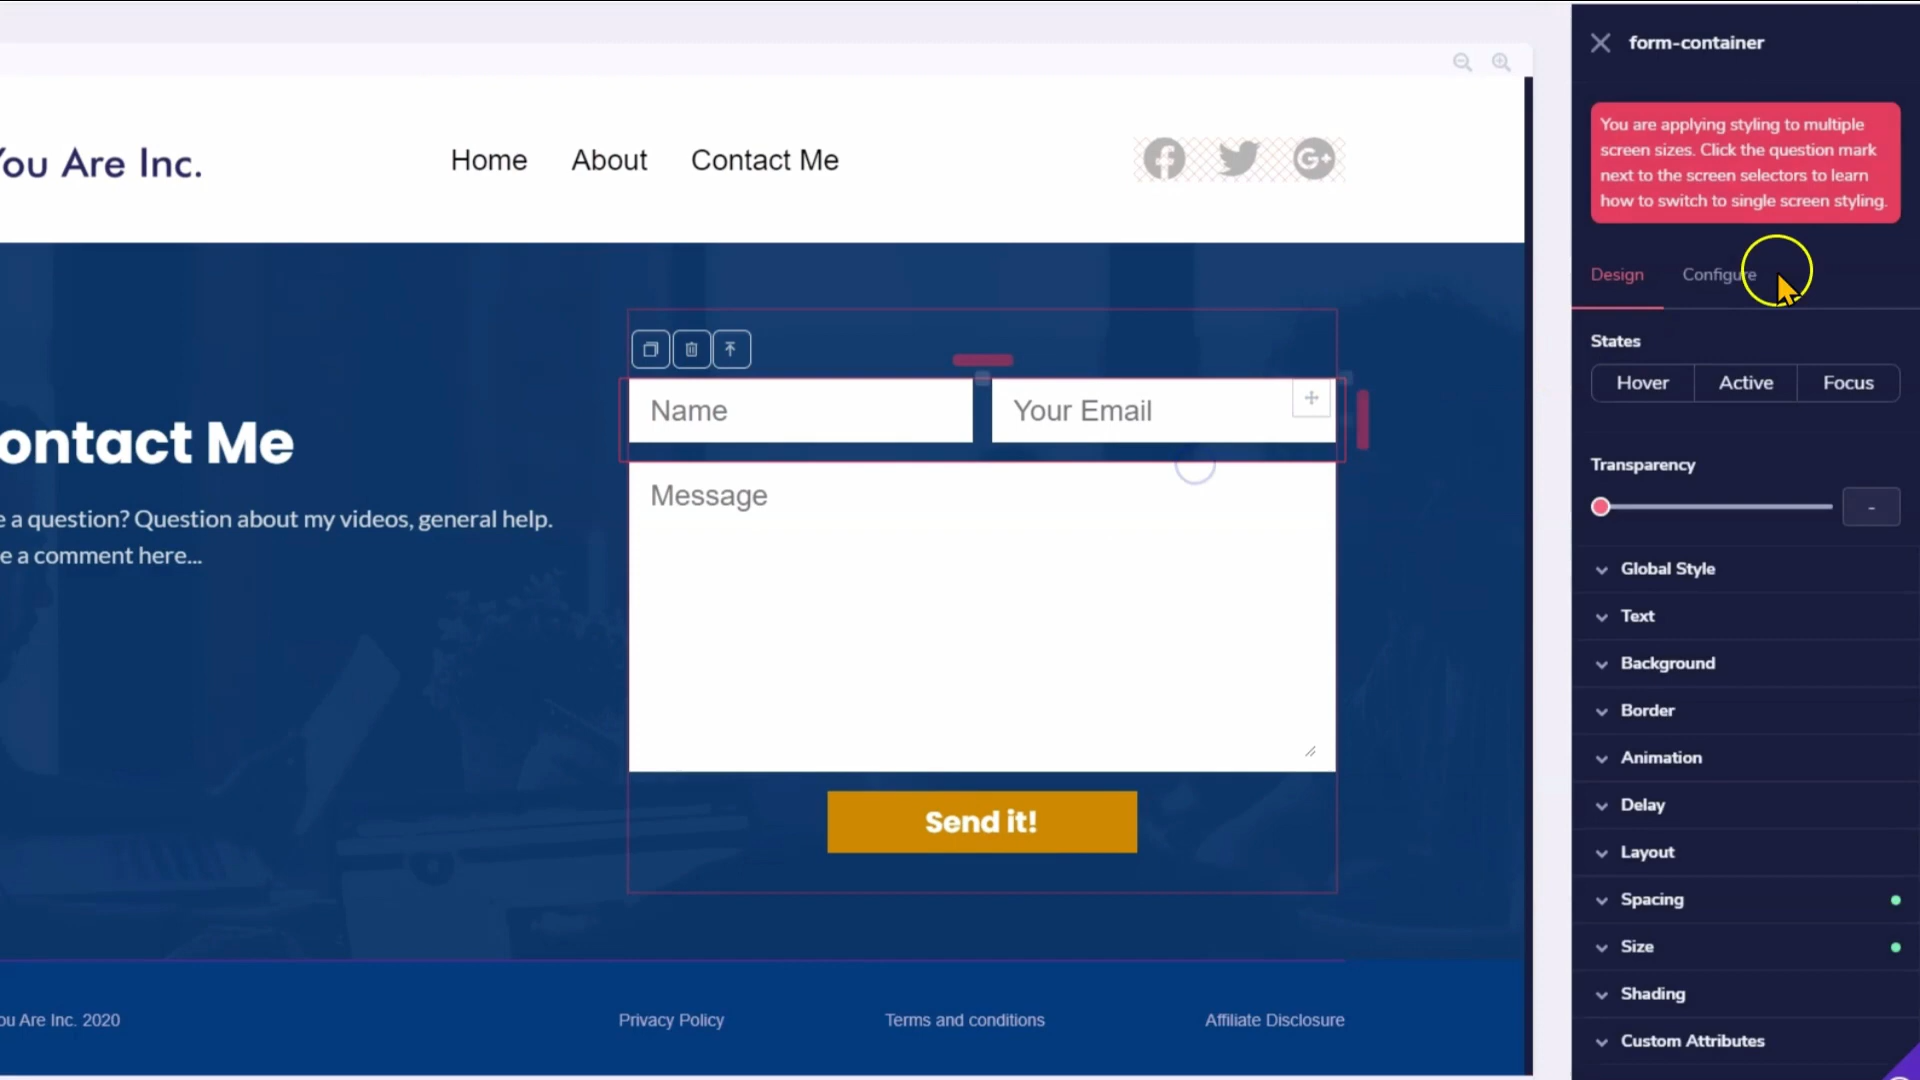 You Are Inc.
Home
About
Contact Me
G+
Contact Me
e a question? Question about my videos, general help.
e a comment here...
Name
Your Email
Message
Send it!
ou Are Inc. 2020
Privacy Policy
Terms and conditions
Affiliate Disclosure
form-container
You are applying styling to multiple
screen sizes. Click the question mark
next to the screen selectors to learn
how to switch to single screen styling.
Design
Configure
States
Hover
Active
Focus
Transparency
-
Global Style
Text
Background
Border
Animation
Delay
Layout
Spacing
Size
Shading
Custom Attributes